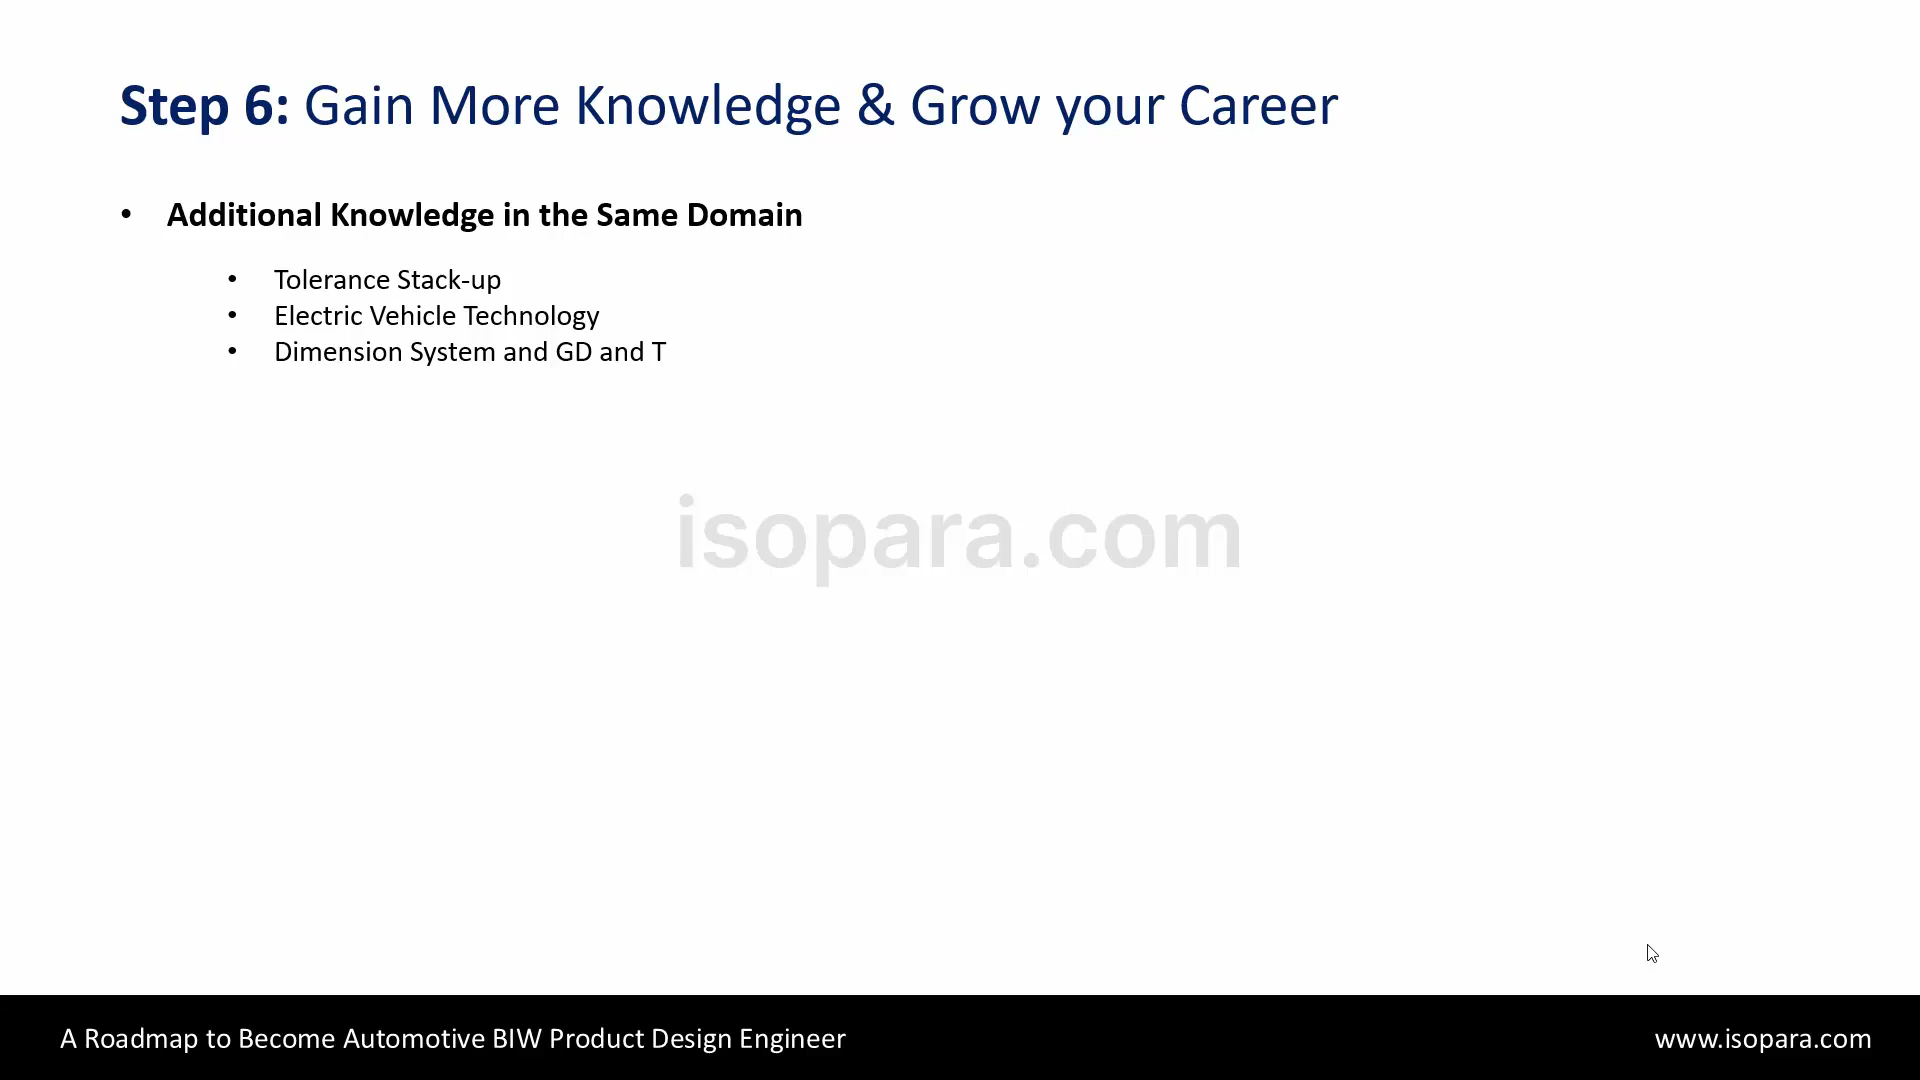 Step 6: Gain More Knowledge & Grow your Career
• Additional Knowledge in the Same Domain
• Tolerance Stack-up
• Electric Vehicle Technology
• Dimension System and GD and T
isopara.com
A Roadmap to Become Automotive BIW Product Design Engineer
www.isopara.com